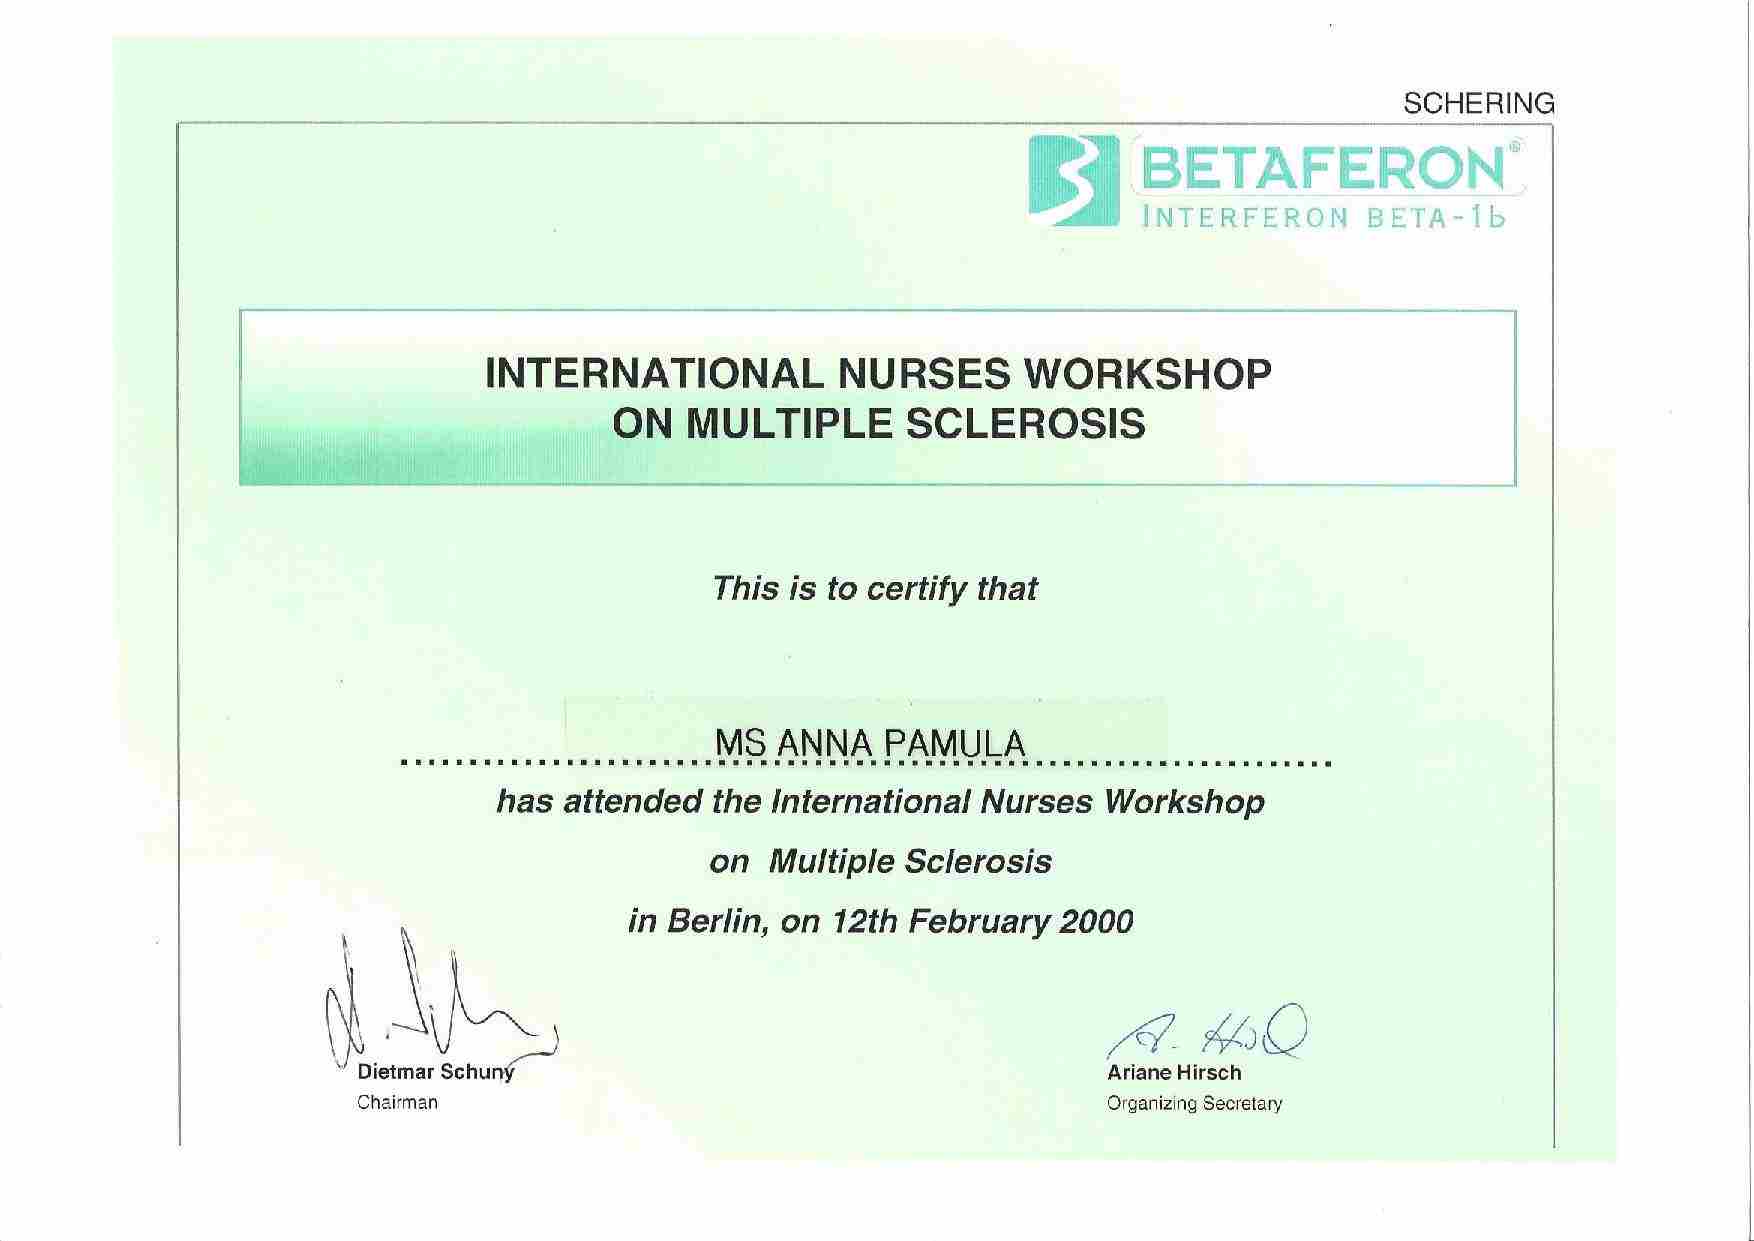 SCHERING
BETAFERON®
INTERFERON BETA-1b
INTERNATIONAL NURSES WORKSHOP
ON MULTIPLE SCLEROSIS
This is to certify that
MS ANNA PAMULA
has attended the International Nurses Workshop
on Multiple Sclerosis
in Berlin, on 12th February 2000
Dietmar Schuny
Chairman
Ariane Hirsch
Organizing Secretary